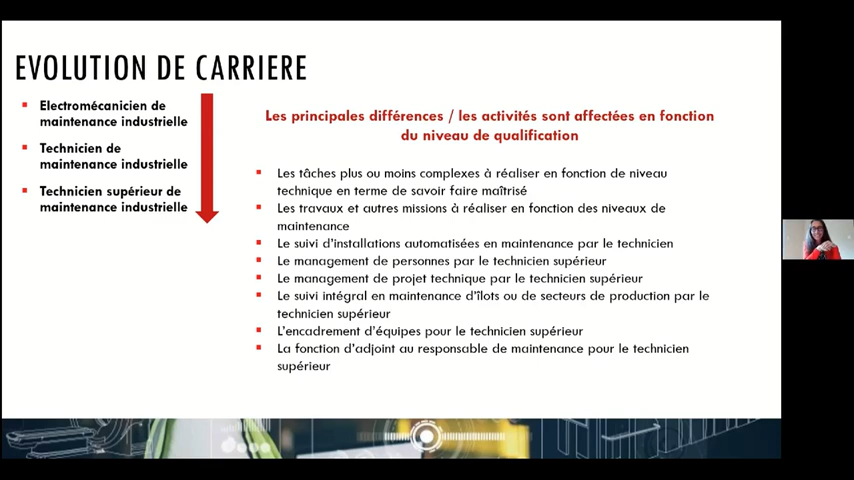 EVOLUTION DE CARRIERE
Electromécanicien de
maintenance industrielle
Technicien de
maintenance industrielle
Technicien supérieur de
maintenance industrielle
Les principales différences / les activités sont affectées en fonction
du niveau de qualification
Les tâches plus ou moins complexes à réaliser en fonction de niveau
technique en terme de savoir faire maîtrisé
Les travaux et autres missions à réaliser en fonction des niveaux de
maintenance
Le suivi d'installations automatisées en maintenance par le technicien
Le management de personnes par le technicien supérieur
Le management de projet technique par le technicien supérieur
Le suivi intégral en maintenance d'îlots ou de secteurs de production par le
technicien supérieur
L'encadrement d'équipes pour le technicien supérieur
La fonction d'adjoint au responsable de maintenance pour le technicien
supérieur